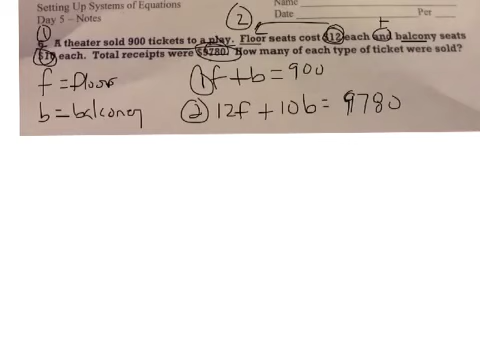 Setting Up Systems of Equations
Name
Day 5 – Notes
Date Per
② +
①
A theater sold 900 tickets to a play. Floor seats cost $12 each and balcony seats
$10 each. Total receipts were $9780. How many of each type of ticket were sold?
f = floor ① f + b = 900
b = balconey ② 12f + 10b = 9780